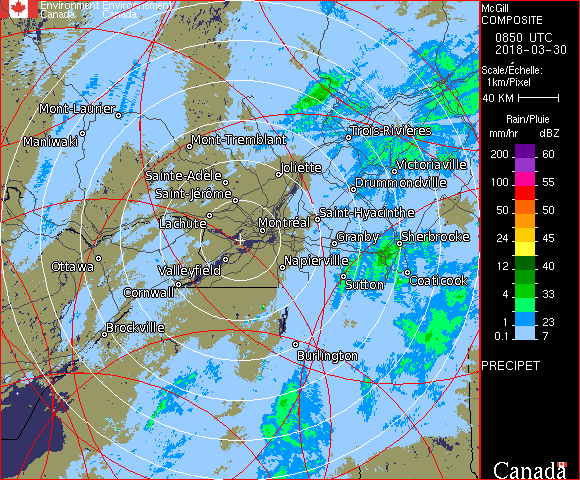 Environment Environnement
Canada Canada
McGill
COMPOSITE
0850 UTC
2018-03-30
Scale/Échelle:
1km/Pixel
40 KM
Rain/Pluie
mm/hr dBZ
200 60
100 55
50 50
24 45
12 40
4 33
1 23
0.1 7
PRECIPET
Canada
Mont-Laurier
Maniwaki
Mont-Tremblant
Trois-Rivières
Joliette
Victoriaville
Sainte-Adèle
Drummondville
Saint-Jérôme
Saint-Hyacinthe
Lachute
Montréal
Granby
Sherbrooke
Ottawa
Valleyfield
Napierville
Coaticook
Cornwall
Sutton
Brockville
Burlington